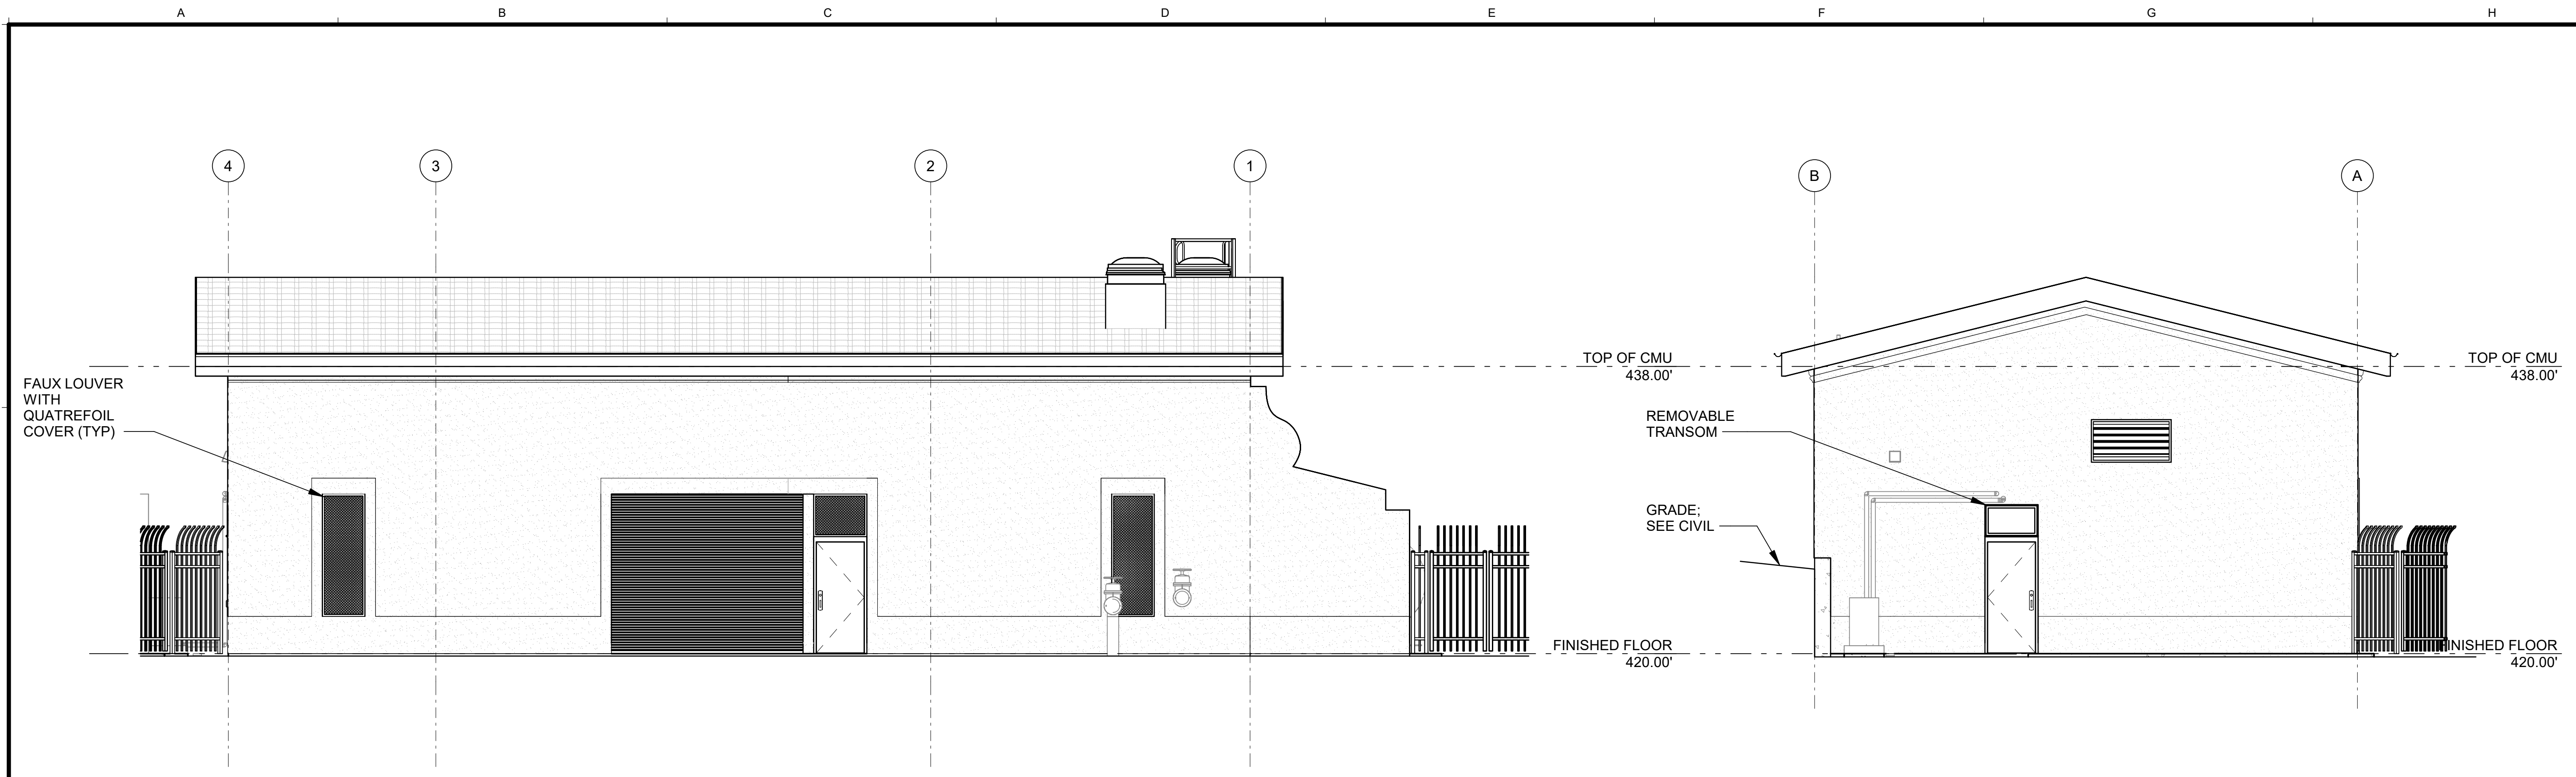 A B C D E F G H
4 3 2 1
B A
FAUX LOUVER
WITH
QUATREFOIL
COVER (TYP)
TOP OF CMU
438.00'
FINISHED FLOOR
420.00'
REMOVABLE
TRANSOM
GRADE;
SEE CIVIL
TOP OF CMU
438.00'
FINISHED FLOOR
420.00'